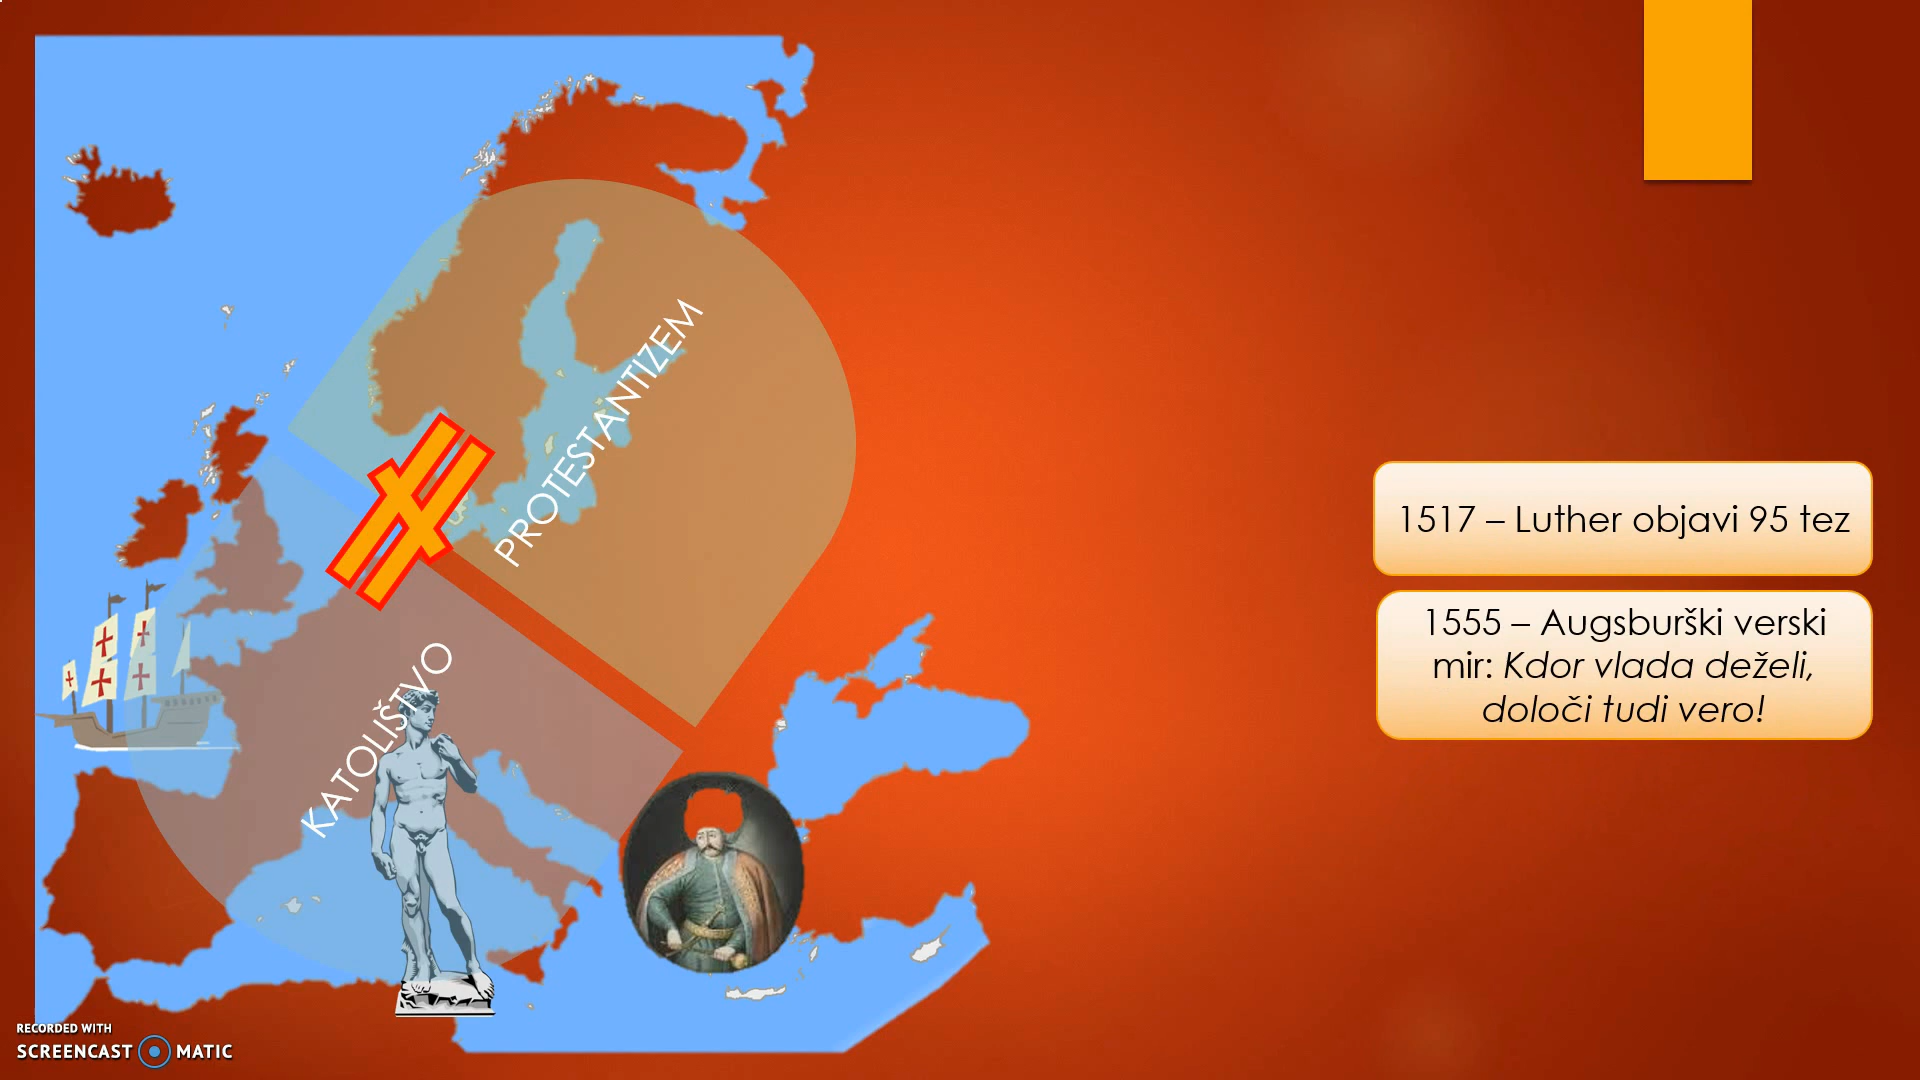 PROTESTANTIZEM
KATOLIŠTVO
1517 – Luther objavi 95 tez
1555 – Augsburški verski
mir: Kdor vlada deželi,
določi tudi vero!
RECORDED WITH
SCREENCAST MATIC